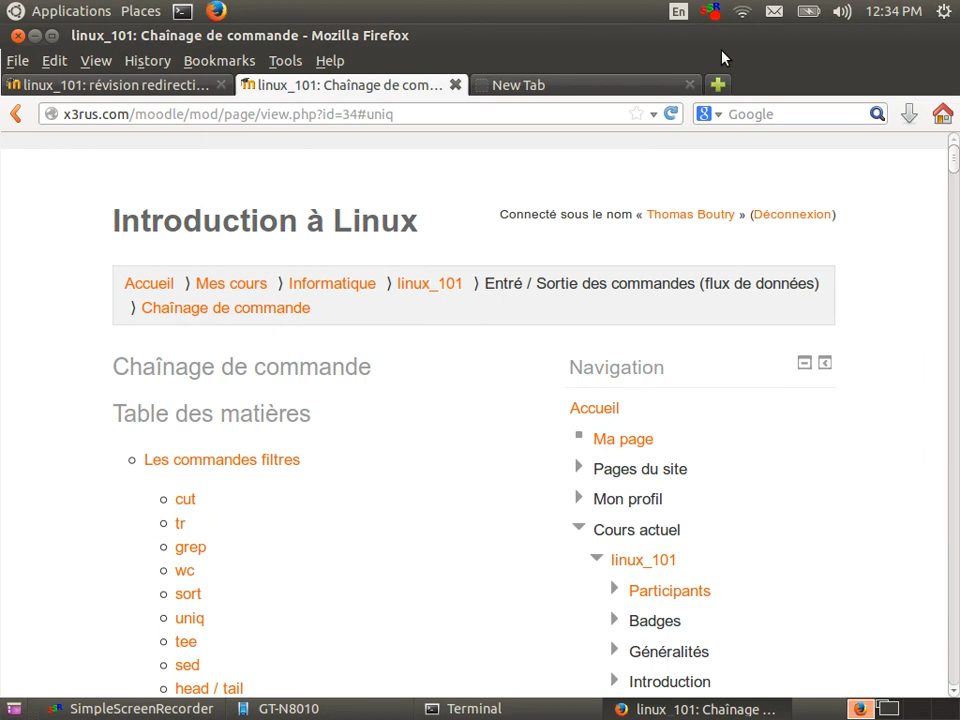 Applications Places En 12:34 PM
linux_101: Chaînage de commande - Mozilla Firefox
File Edit View History Bookmarks Tools Help
linux_101: révision redirecti... linux_101: Chaînage de com... New Tab
x3rus.com/moodle/mod/page/view.php?id=34#uniq Google
Introduction à Linux
Connecté sous le nom « Thomas Boutry » (Déconnexion)
Accueil 〉 Mes cours 〉 Informatique 〉 linux_101 〉 Entré / Sortie des commandes (flux de données)
〉 Chaînage de commande
Chaînage de commande
Table des matières
Les commandes filtres
cut
tr
grep
wc
sort
uniq
tee
sed
head / tail
Navigation
Accueil
Ma page
Pages du site
Mon profil
Cours actuel
linux_101
Participants
Badges
Généralités
Introduction
SimpleScreenRecorder GT-N8010 Terminal linux_101: Chaînage ...